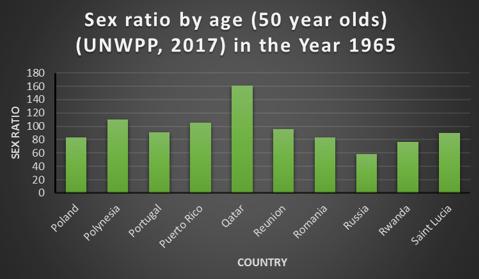 Sex ratio by age (50 year olds)
(UNWPP, 2017) in the Year 1965
180
160
140
120
100
80
60
40
20
0
SEX RATIO
Poland
Polynesia
Portugal
Puerto Rico
Qatar
Reunion
Romania
Russia
Rwanda
Saint Lucia
COUNTRY